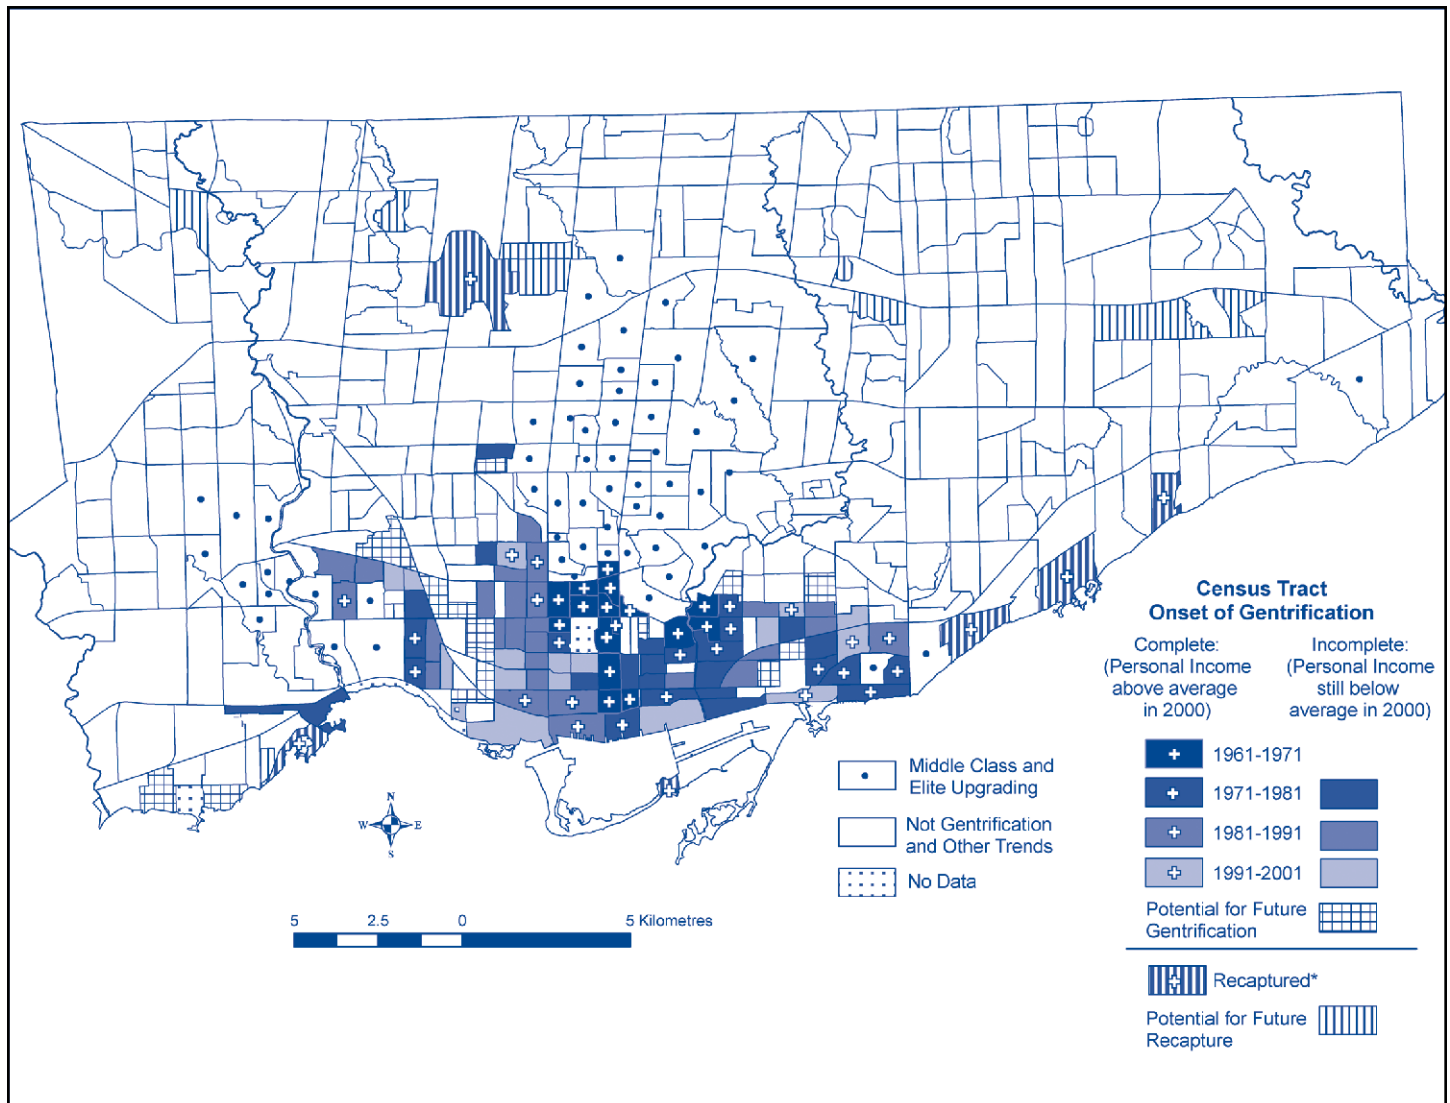 N
W E
S
5 2.5 0 5 Kilometres
Middle Class and
Elite Upgrading
Not Gentrification
and Other Trends
No Data
Census Tract
Onset of Gentrification
Complete:
(Personal Income
above average
in 2000)
Incomplete:
(Personal Income
still below
average in 2000)
1961-1971
1971-1981
1981-1991
1991-2001
Potential for Future
Gentrification
Recaptured*
Potential for Future
Recapture